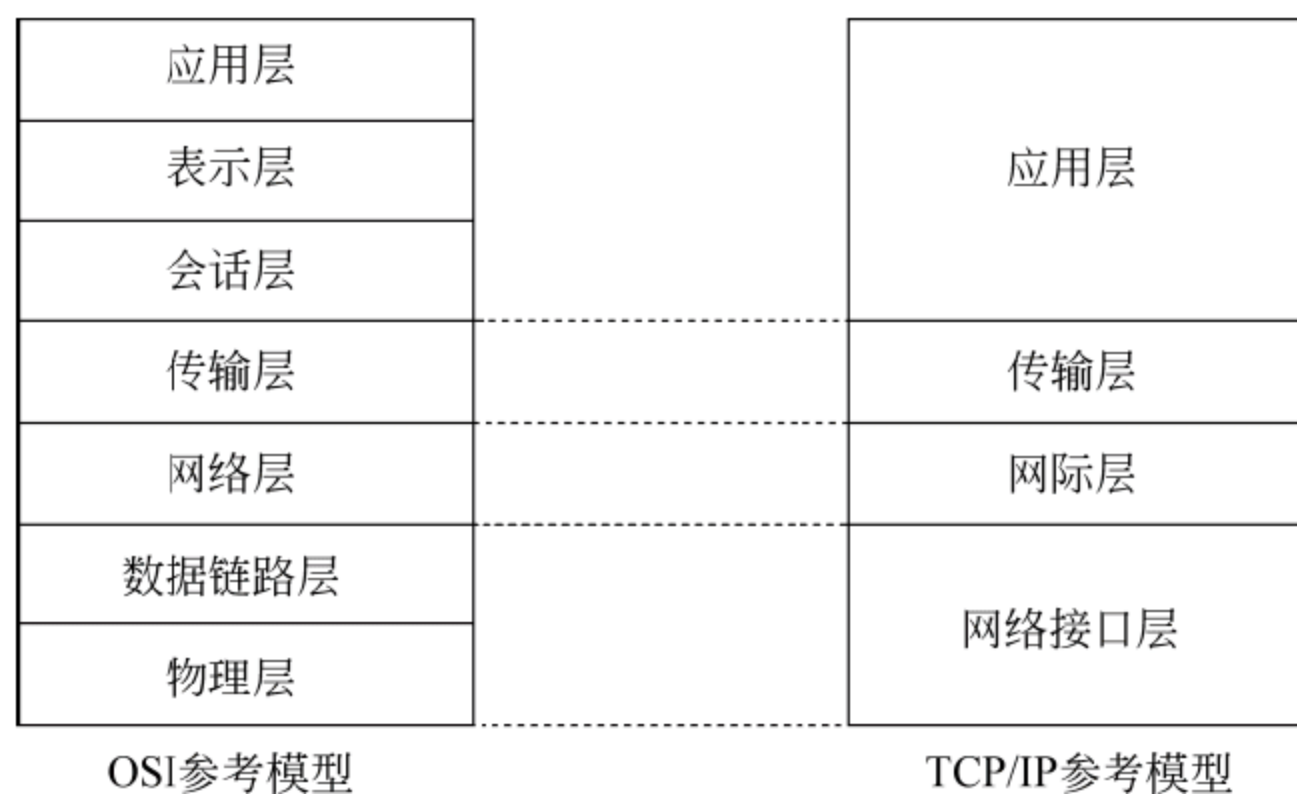 应用层
表示层
会话层
传输层
网络层
数据链路层
物理层
OSI参考模型
应用层
传输层
网际层
网络接口层
TCP/IP参考模型